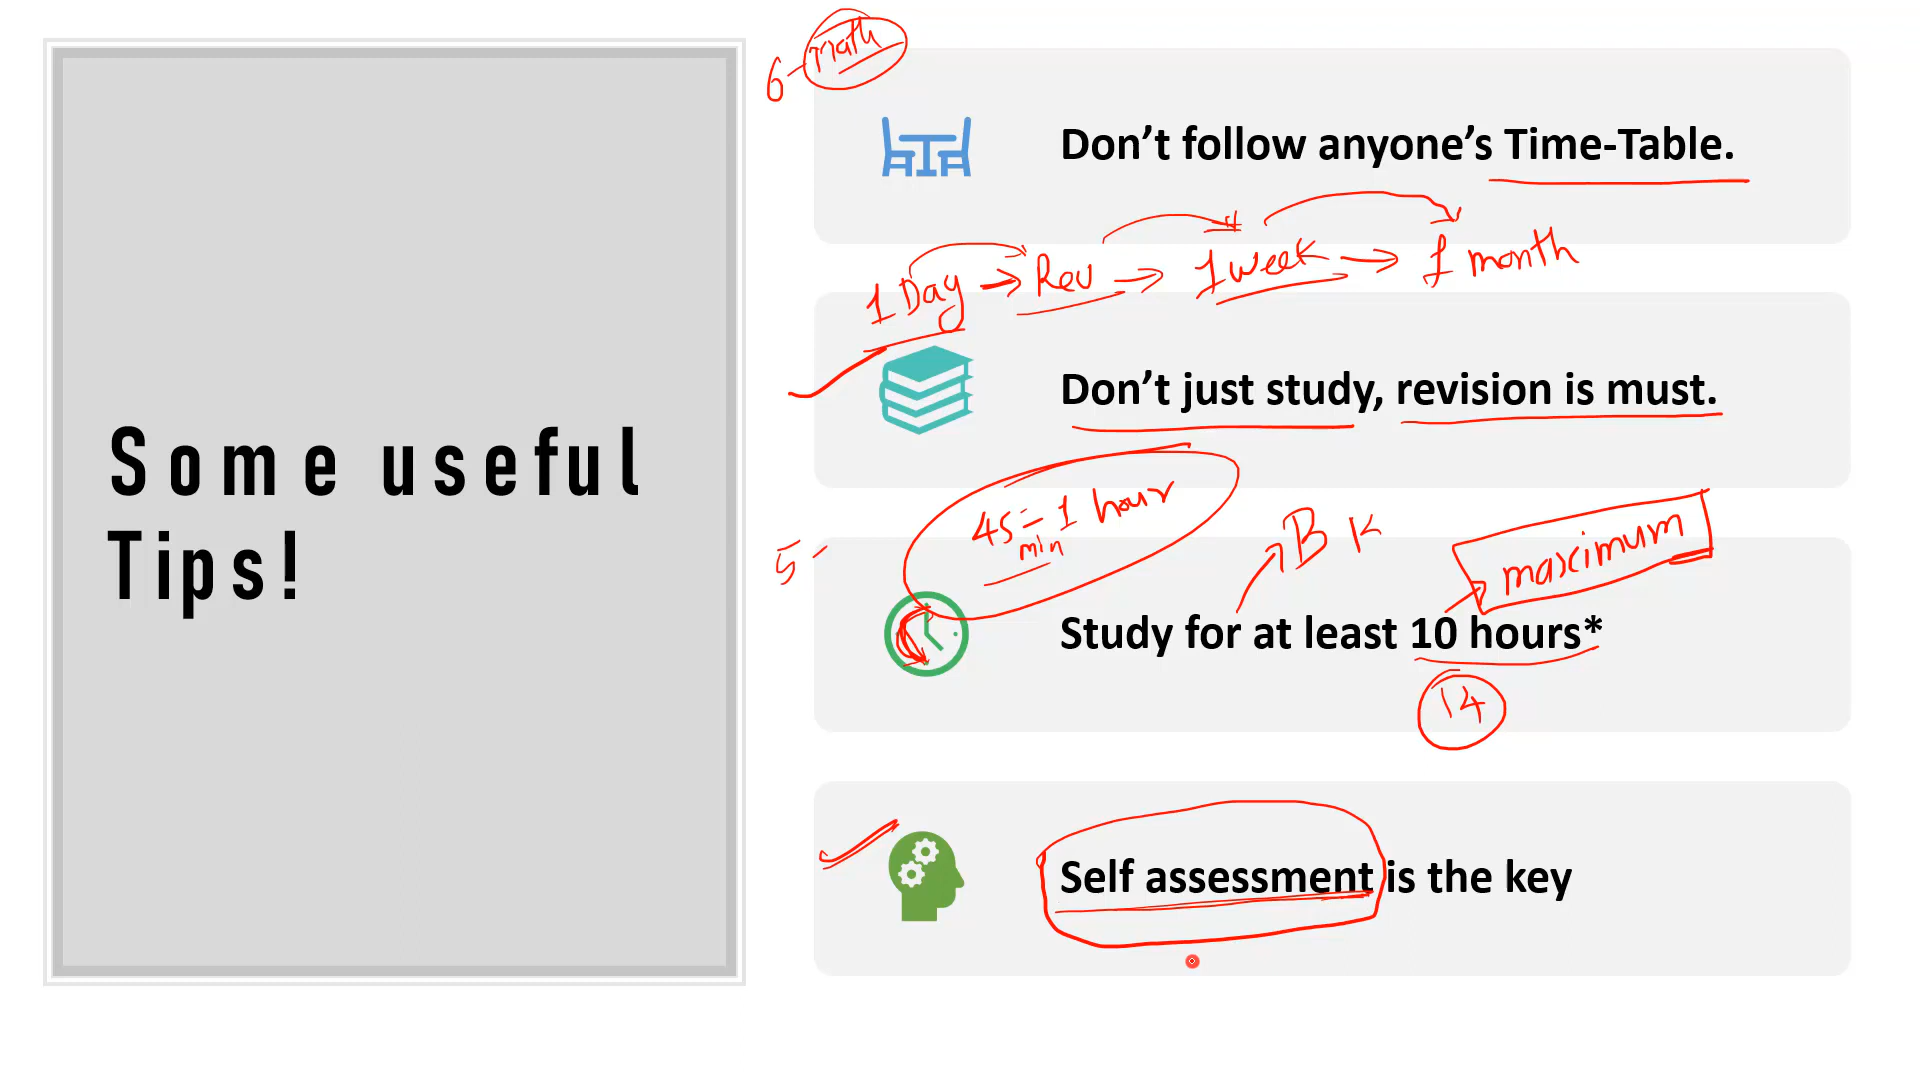 Some useful
Tips!
6 - math
Don't follow anyone's Time-Table.
1 Day → Rev → 1 week → 1 month
Don't just study, revision is must.
45 = 1 hour
min
5 -
B K
maximum
Study for at least 10 hours*
14
Self assessment is the key